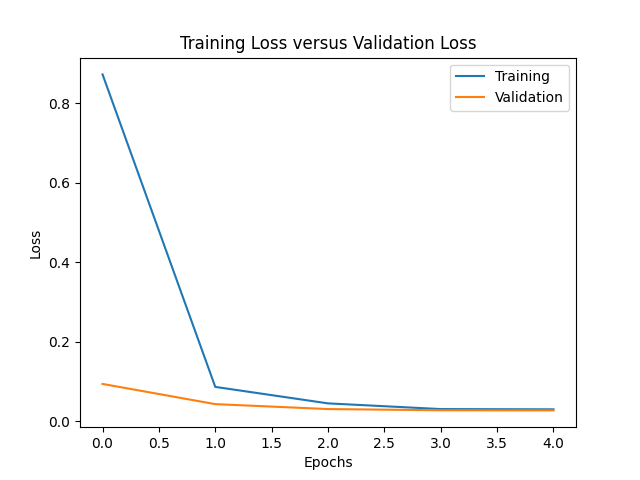 Training Loss versus Validation Loss
Training
Validation
0.8
0.6
0.4
0.2
0.0
Loss
0.0 0.5 1.0 1.5 2.0 2.5 3.0 3.5 4.0
Epochs